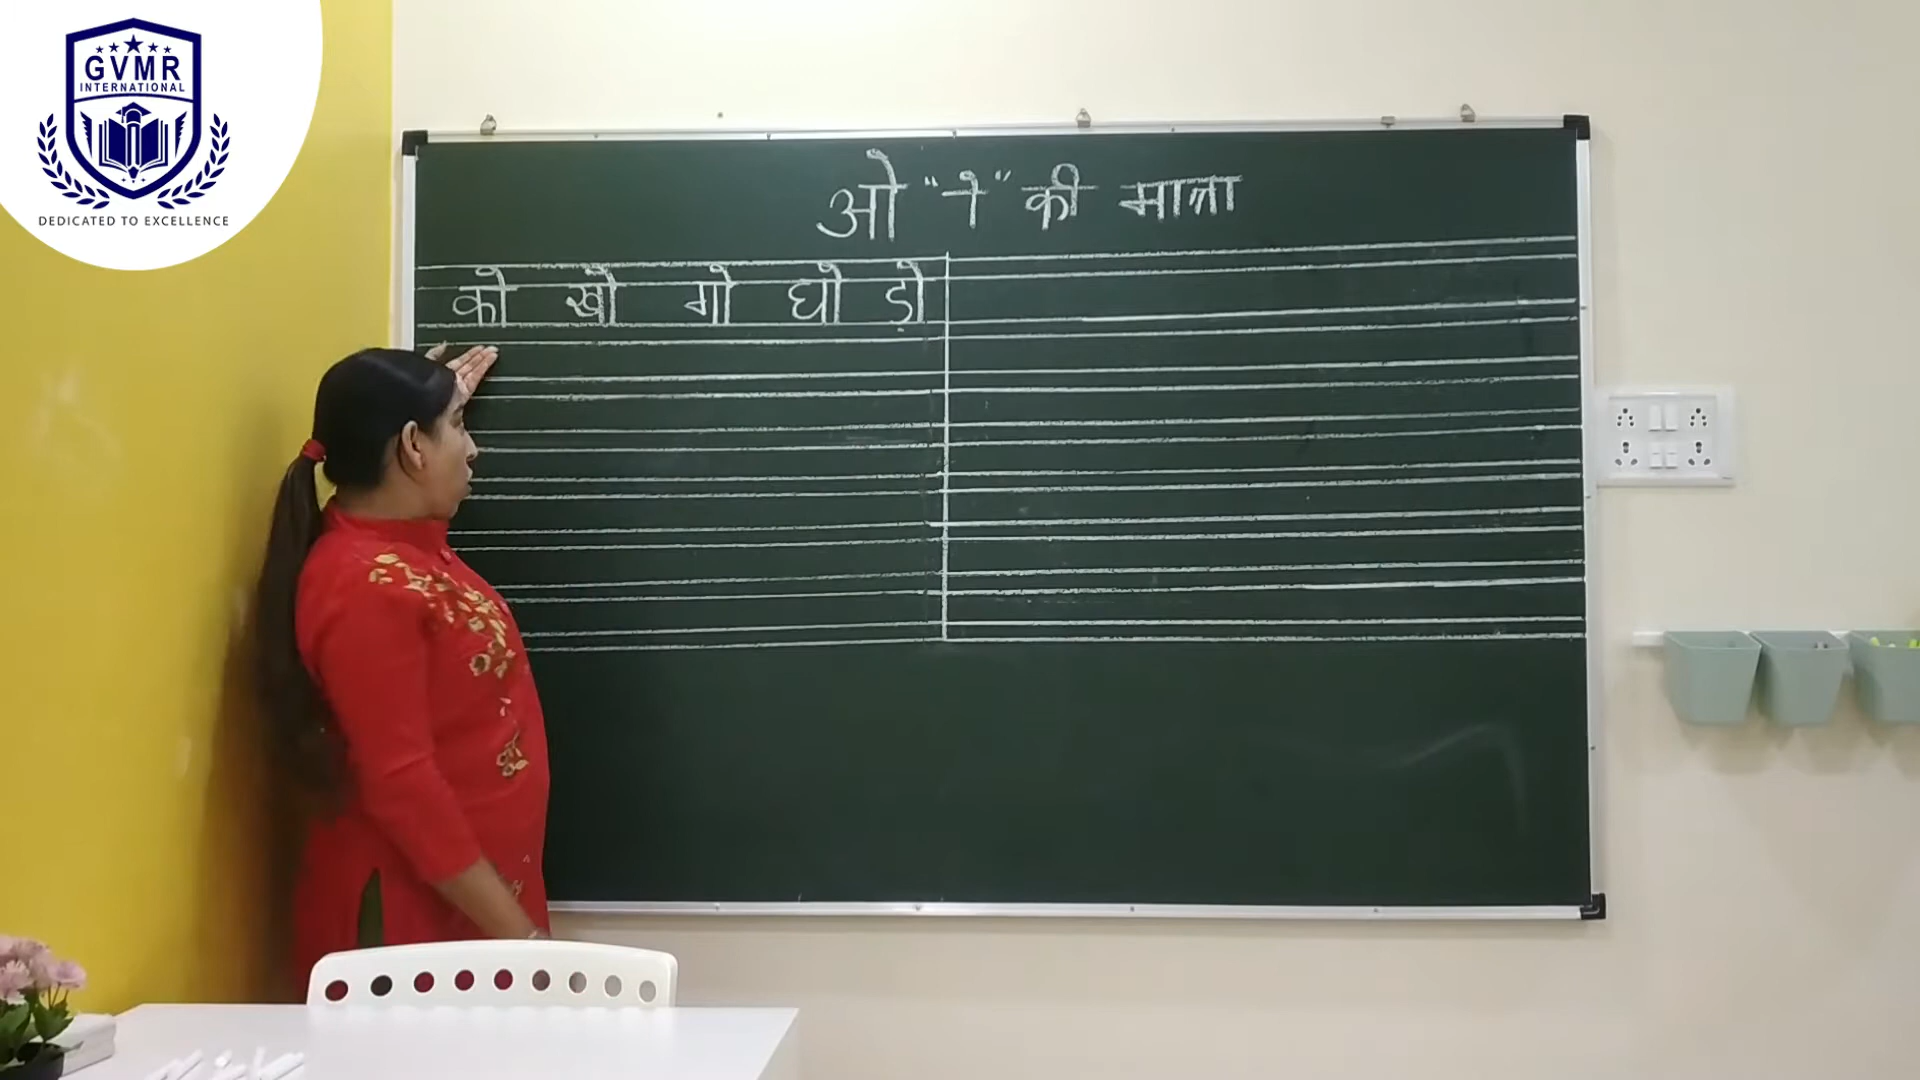 GVMR
INTERNATIONAL
DEDICATED TO EXCELLENCE
ओ "ो" की मात्रा
को खो गो घो ड़ो